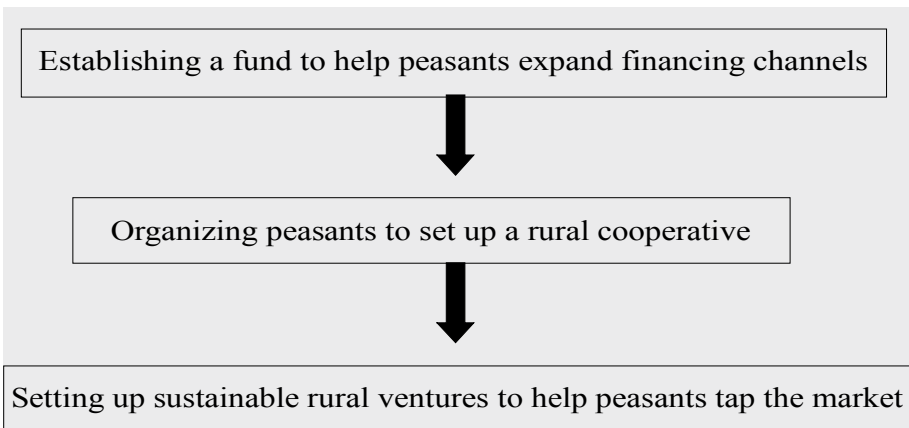 Establishing a fund to help peasants expand financing channels
Organizing peasants to set up a rural cooperative
Setting up sustainable rural ventures to help peasants tap the market